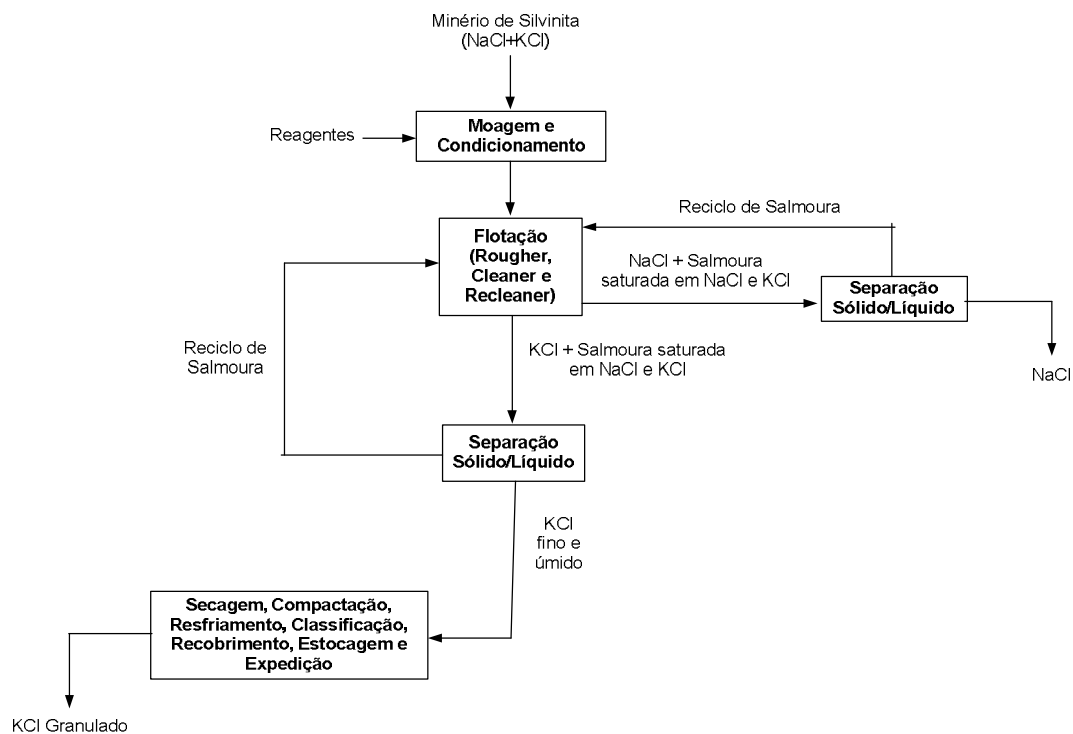 Minério de Silvinita
(NaCl+KCl)
Reagentes
Moagem e
Condicionamento
Reciclo de Salmoura
Flotação
(Rougher,
Cleaner e
Recleaner)
NaCl + Salmoura
saturada em NaCl e KCl
Separação
Sólido/Líquido
Reciclo de
Salmoura
KCl + Salmoura saturada
em NaCl e KCl
NaCl
Separação
Sólido/Líquido
KCl
fino e
úmido
Secagem, Compactação,
Resfriamento, Classificação,
Recobrimento, Estocagem e
Expedição
KCl Granulado